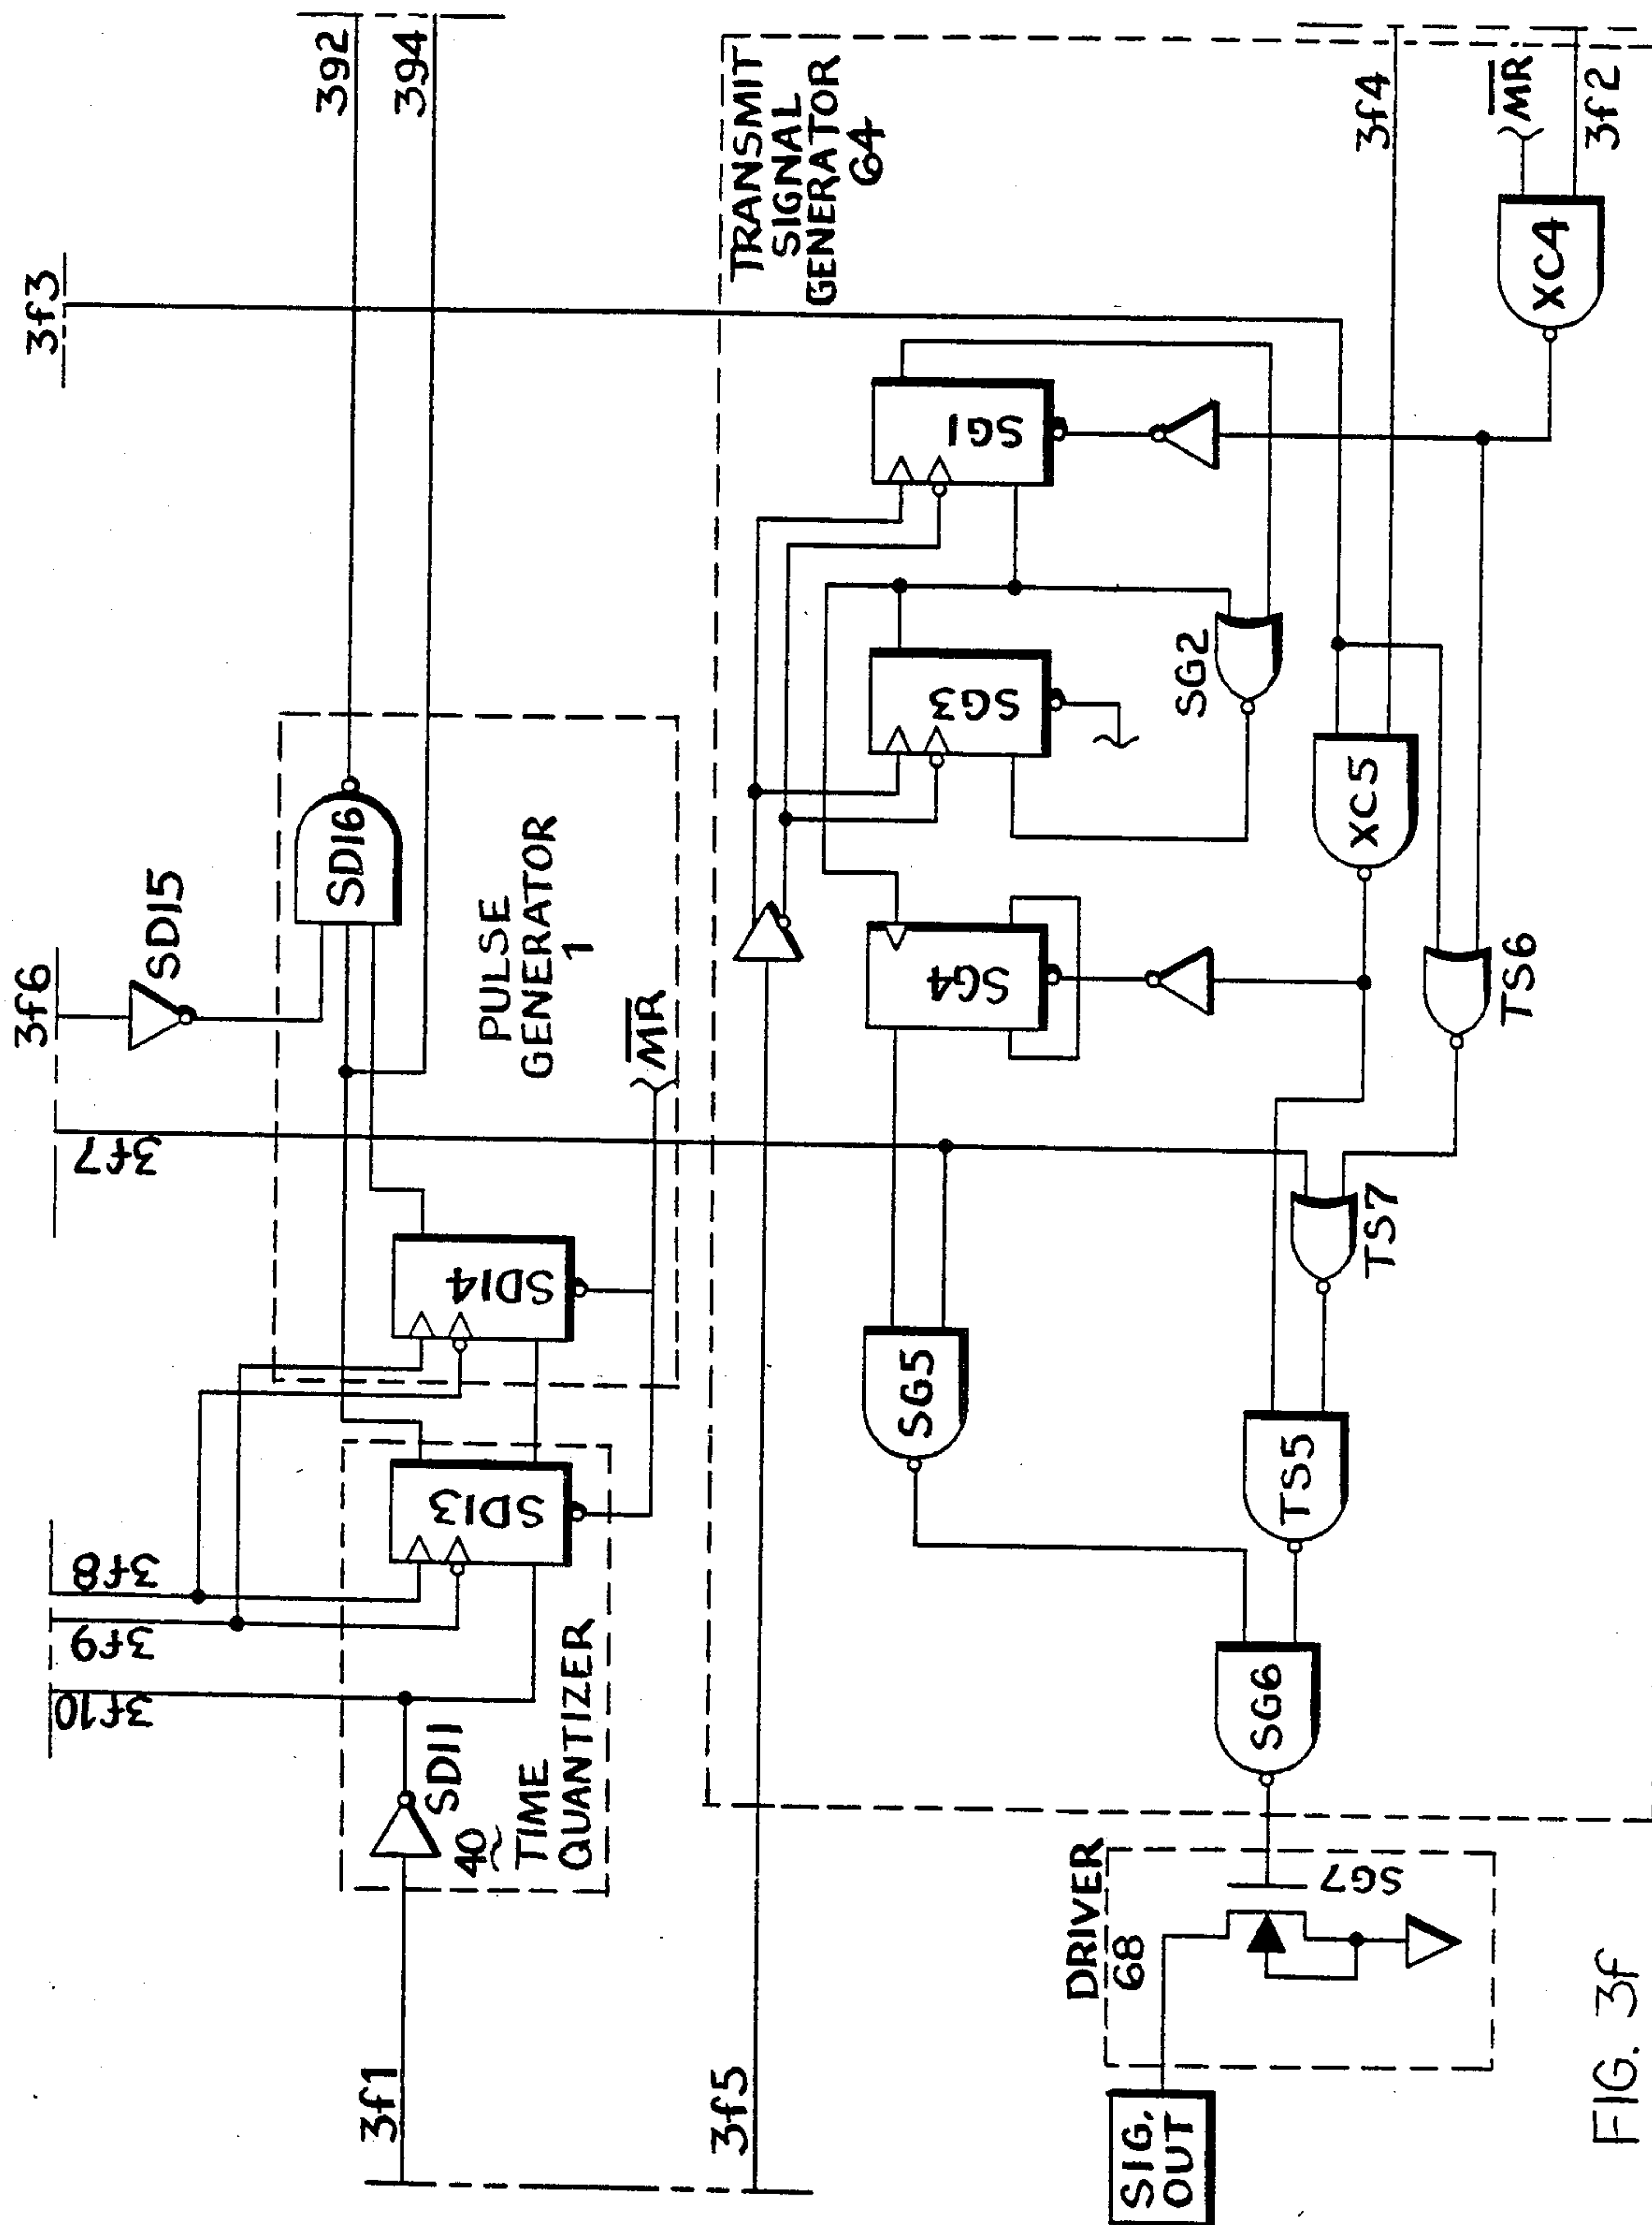 392
394
3f3
TRANSMIT
SIGNAL
GENERATOR
64
3f4
M̅R̅
3f2
XC4
SG1
SG3
SG2
XC5
SG4
TS6
SD15
SD16
3f6
PULSE
GENERATOR
1
M̅R̅
3f7
SD14
TS7
SG5
TS5
SD13
3f8
3f9
3f10
SD11
40
TIME
QUANTIZER
SG6
DRIVER
68
SG7
3f1
3f5
SIG.
OUT
FIG. 3f